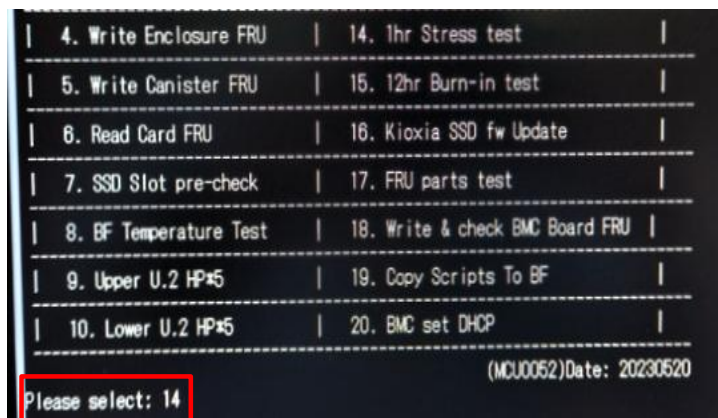 | 4. Write Enclosure FRU | 14. 1hr Stress test |
| 5. Write Canister FRU | 15. 12hr Burn-in test |
| 6. Read Card FRU | 16. Kioxia SSD fw Update |
| 7. SSD Slot pre-check | 17. FRU parts test |
| 8. BF Temperature Test | 18. Write & check BMC Board FRU |
| 9. Upper U.2 HP*5 | 19. Copy Scripts To BF |
| 10. Lower U.2 HP*5 | 20. BMC set DHCP |
(MCU0052)Date: 20230520
Please select: 14